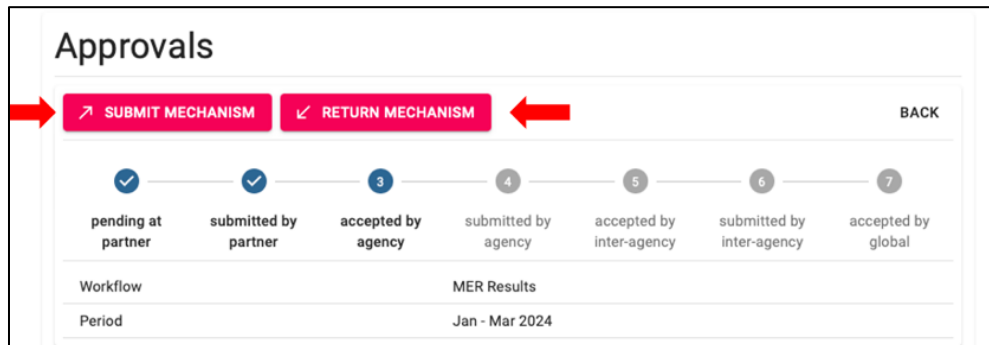 Approvals
SUBMIT MECHANISM RETURN MECHANISM BACK
3 4 5 6 7
pending at submitted by accepted by submitted by accepted by submitted by accepted by
partner partner agency agency inter-agency inter-agency global
Workflow MER Results
Period Jan - Mar 2024